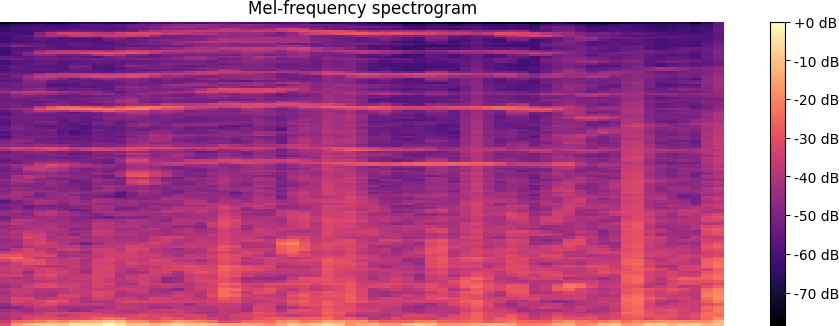 Mel-frequency spectrogram
+0 dB
-10 dB
-20 dB
-30 dB
-40 dB
-50 dB
-60 dB
-70 dB